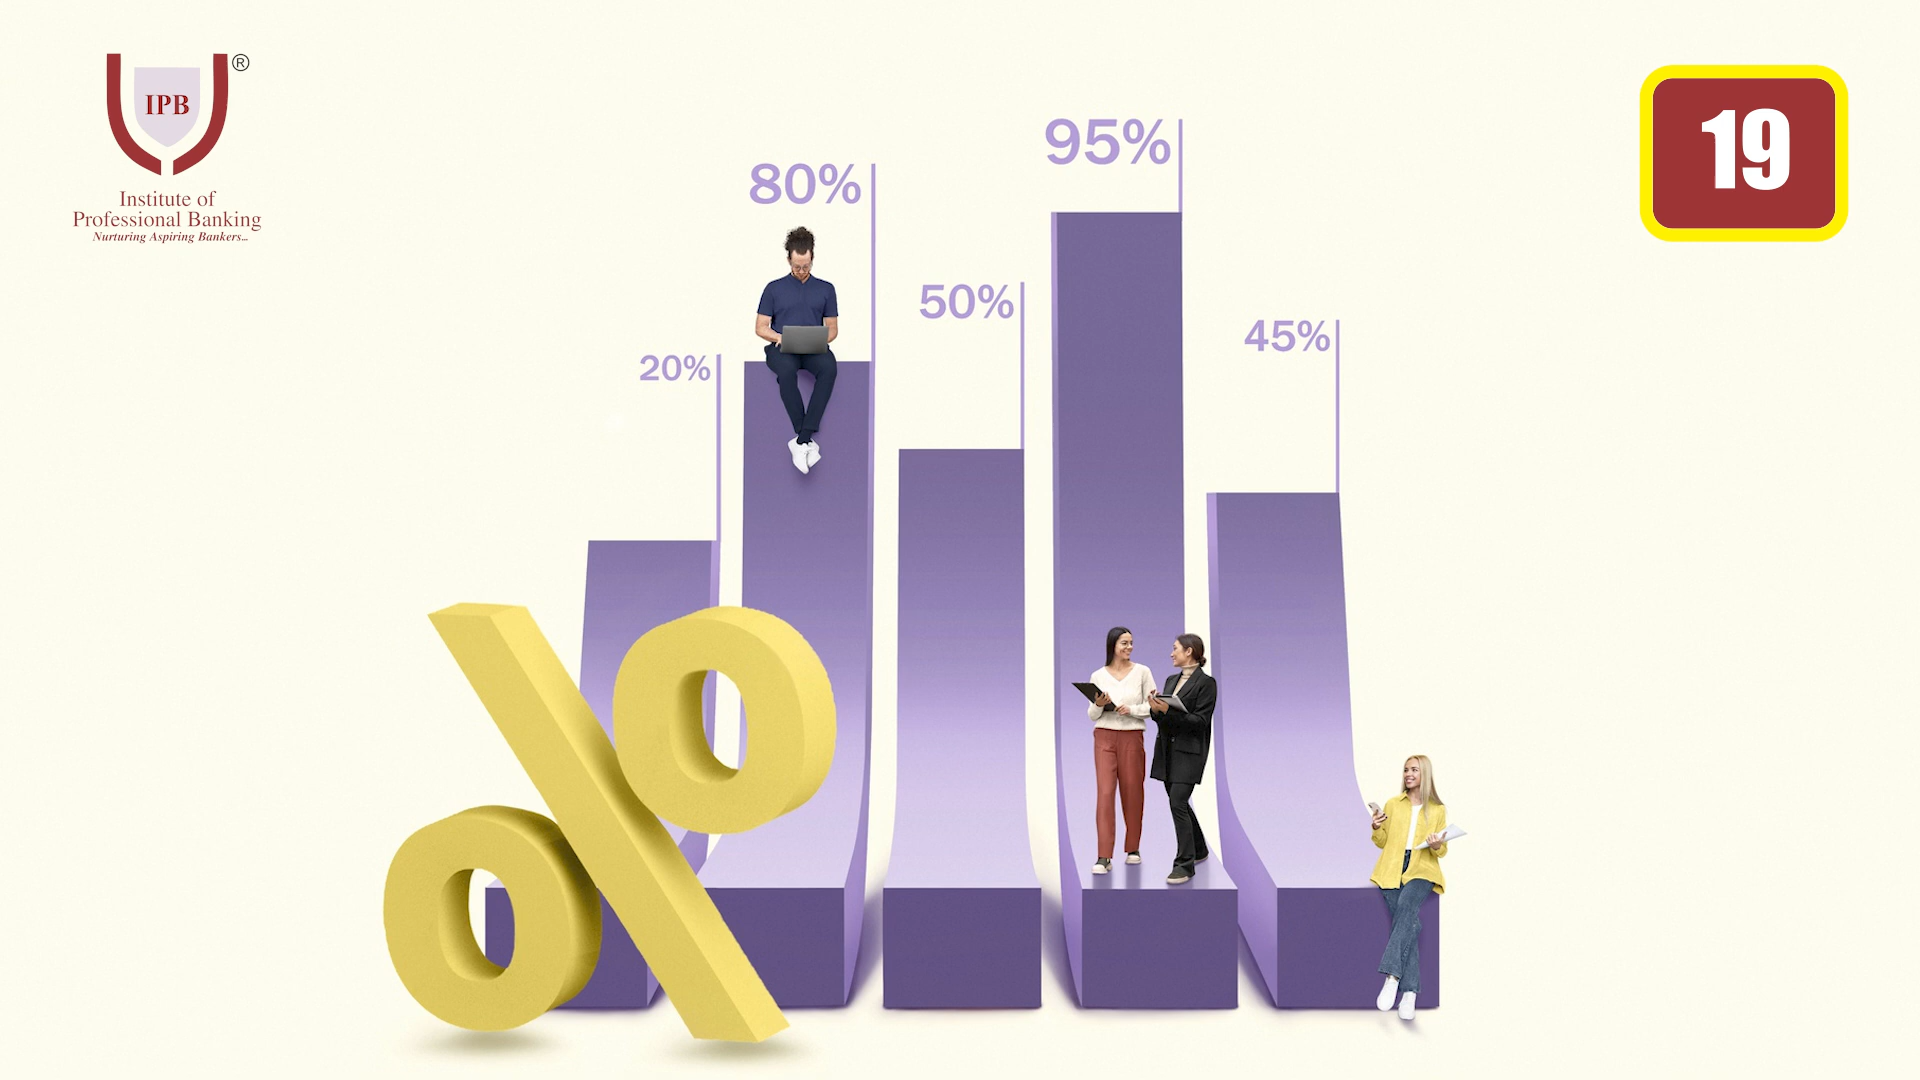 IPB
®
Institute of
Professional Banking
Nurturing Aspiring Bankers...
19
95%
80%
50%
45%
20%
%